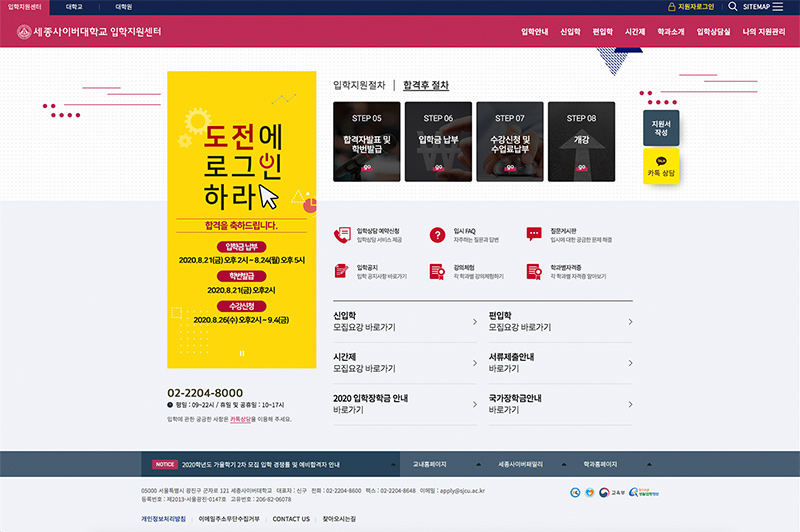 입학지원센터 대학교 대학원 지원자로그인 SITEMAP
세종사이버대학교 입학지원센터 입학안내 신입학 편입학 시간제 학과소개 입학상담실 나의 지원관리
도전에
로그인
하라
합격을 축하드립니다.
입학금 납부
2020.8.21(금) 오후 2시 ~ 8.24(월) 오후 5시
학번발급
2020.8.21(금) 오후2시
수강신청
2020.8.26(수) 오후2시 ~ 9.4(금)
입학지원절차 | 합격후 절차
STEP 05
합격자발표 및
학번발급
go
STEP 06
입학금 납부
go
STEP 07
수강신청 및
수업료납부
go
STEP 08
개강
go
지원서
작성
TALK
카톡 상담
입학상담 예약신청
입학상담 서비스 제공
입시 FAQ
자주하는 질문과 답변
질문게시판
입시에 대한 궁금한 문제 해결
입학공지
입학 공지사항 바로가기
강의체험
각 학과별 강의체험하기
학과별자격증
각 학과별 자격증 알아보기
신입학
모집요강 바로가기
편입학
모집요강 바로가기
시간제
모집요강 바로가기
서류제출안내
바로가기
2020 입학장학금 안내
바로가기
국가장학금안내
바로가기
02-2204-8000
평일 : 09~22시 / 휴일 및 공휴일 : 10~17시
입학에 관한 궁금한 사항은 카톡상담을 이용해 주세요.
NOTICE 2020학년도 가을학기 2차 모집 입학 경쟁률 및 예비합격자 안내 교내홈페이지 세종사이버패밀리 학과홈페이지
05000 서울특별시 광진구 군자로 121 세종사이버대학교 대표자 : 신구 전화 : 02-2204-8600 팩스 : 02-2204-8648 이메일 : apply@sjcu.ac.kr
등록번호 : 제2013-서울광진-0147호 고유번호 : 206-82-06078
교육부
개인정보처리방침 이메일주소무단수집거부 CONTACT US 찾아오시는길